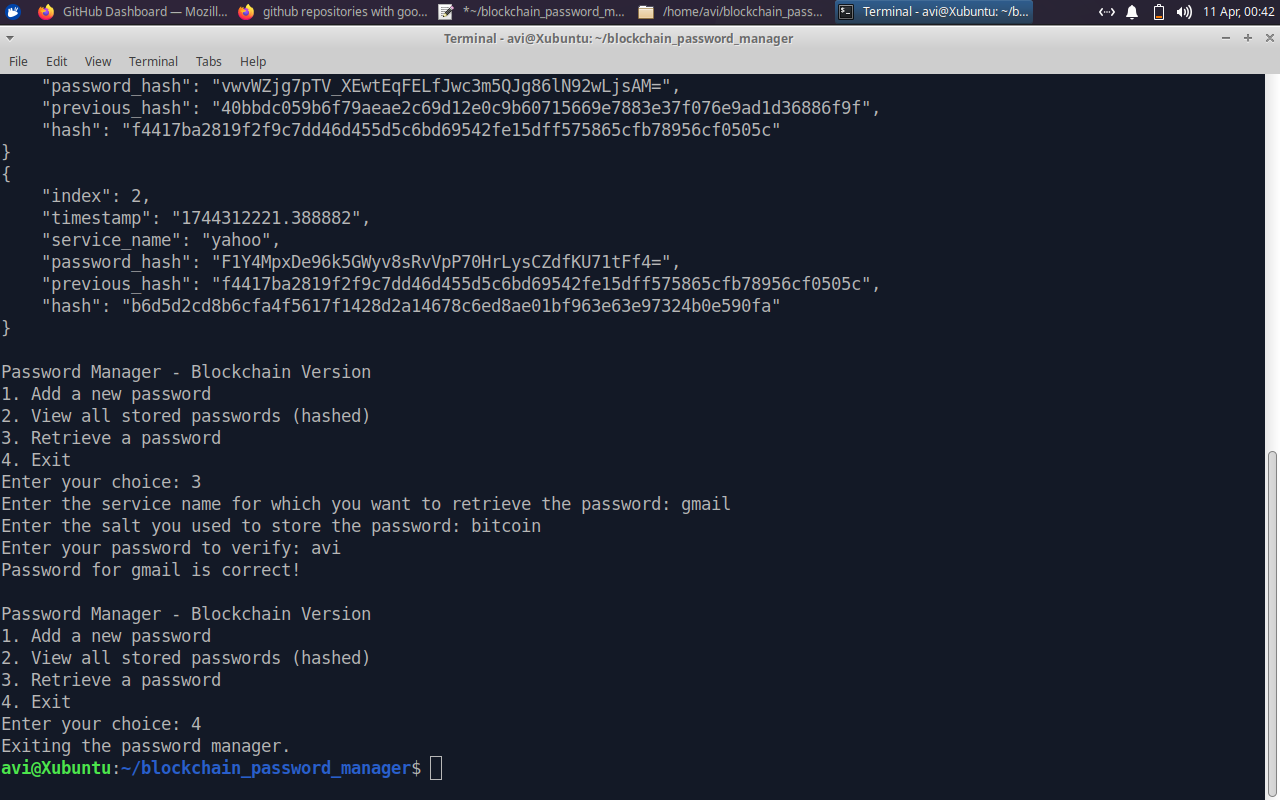 GitHub Dashboard — Mozill...
github repositories with goo...
*~/blockchain_password_m...
/home/avi/blockchain_pass...
Terminal - avi@Xubuntu: ~/b...
11 Apr, 00:42
Terminal - avi@Xubuntu: ~/blockchain_password_manager
File Edit View Terminal Tabs Help
    "password_hash": "vwvWZjg7pTV_XEwtEqFELfJwc3m5QJg86lN92wLjsAM=",
    "previous_hash": "40bbdc059b6f79aeae2c69d12e0c9b60715669e7883e37f076e9ad1d36886f9f",
    "hash": "f4417ba2819f2f9c7dd46d455d5c6bd69542fe15dff575865cfb78956cf0505c"
}
{
    "index": 2,
    "timestamp": "1744312221.388882",
    "service_name": "yahoo",
    "password_hash": "F1Y4MpxDe96k5GWyv8sRvVpP70HrLysCZdfKU71tFf4=",
    "previous_hash": "f4417ba2819f2f9c7dd46d455d5c6bd69542fe15dff575865cfb78956cf0505c",
    "hash": "b6d5d2cd8b6cfa4f5617f1428d2a14678c6ed8ae01bf963e63e97324b0e590fa"
}
Password Manager - Blockchain Version
1. Add a new password
2. View all stored passwords (hashed)
3. Retrieve a password
4. Exit
Enter your choice: 3
Enter the service name for which you want to retrieve the password: gmail
Enter the salt you used to store the password: bitcoin
Enter your password to verify: avi
Password for gmail is correct!
Password Manager - Blockchain Version
1. Add a new password
2. View all stored passwords (hashed)
3. Retrieve a password
4. Exit
Enter your choice: 4
Exiting the password manager.
avi@Xubuntu:~/blockchain_password_manager$